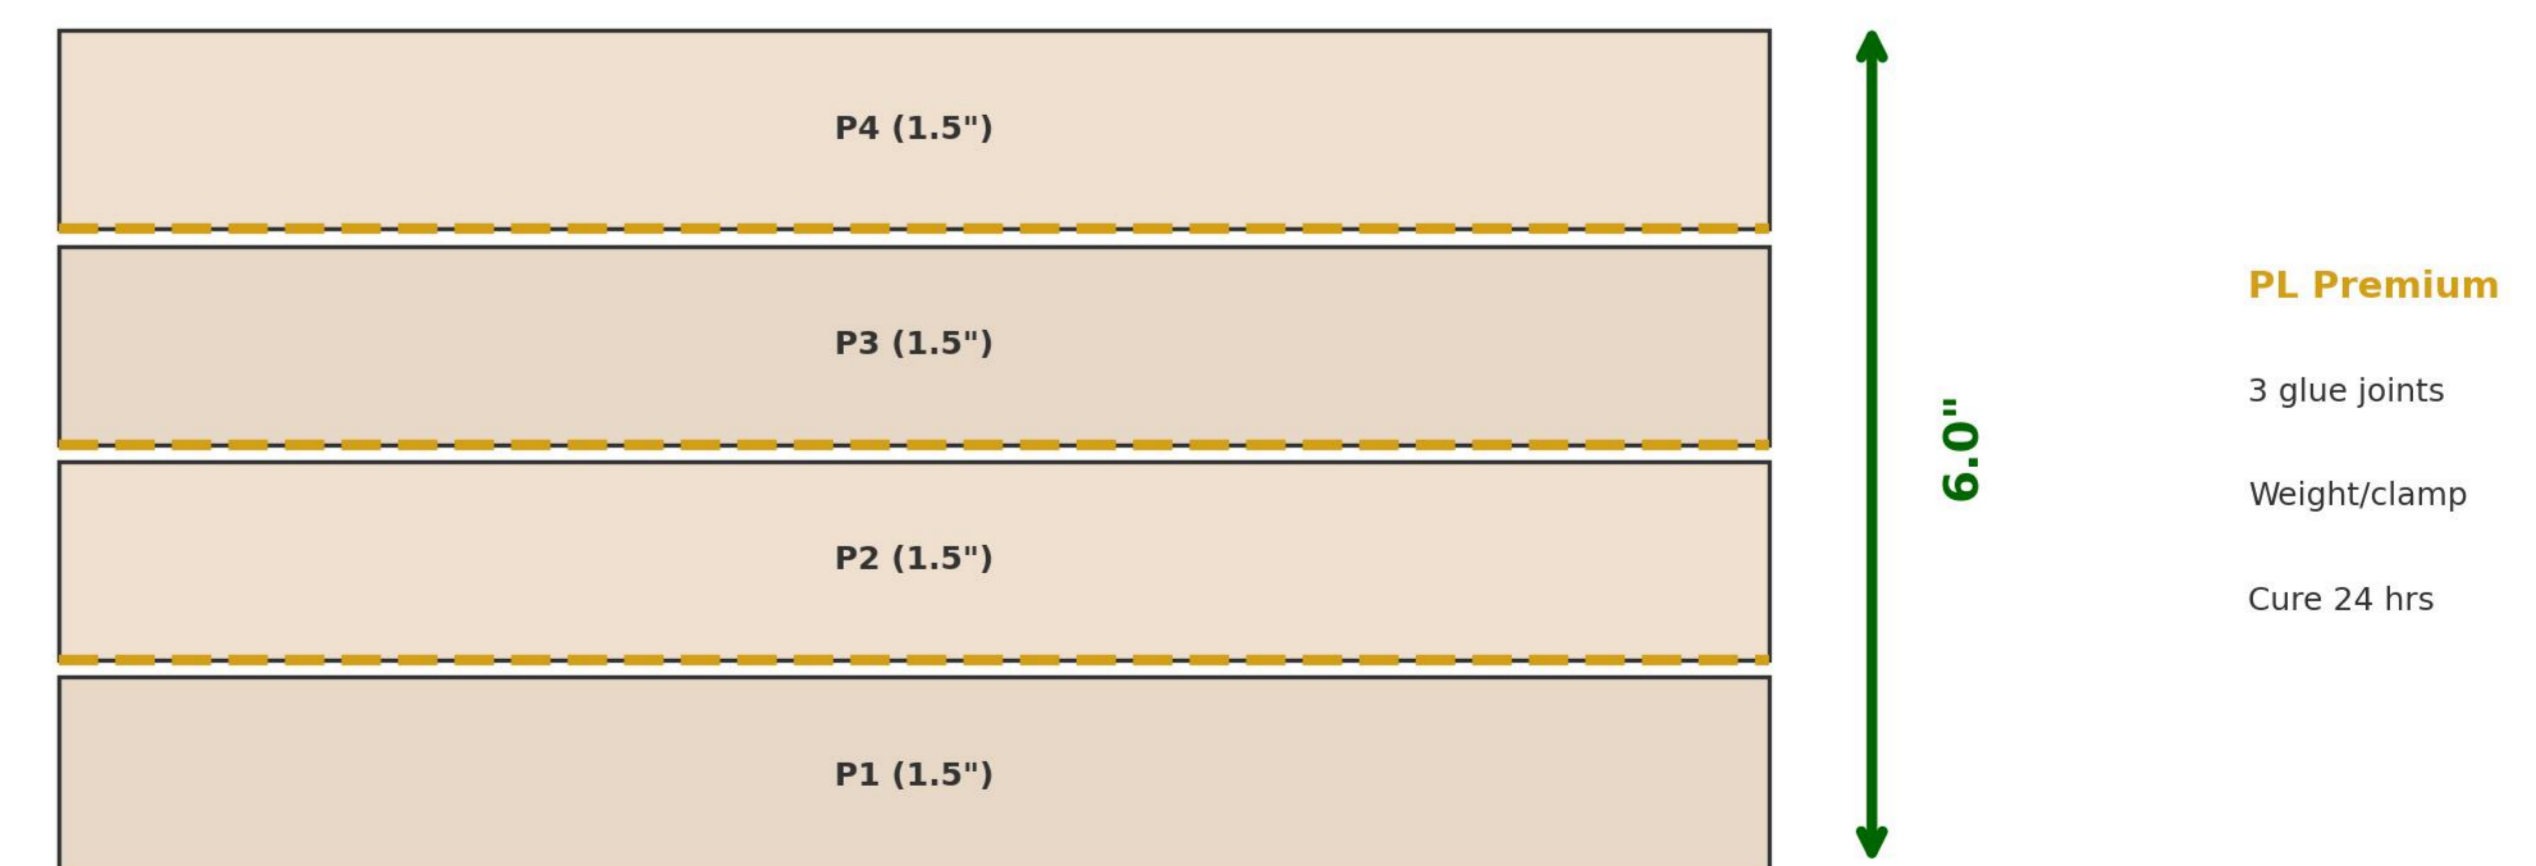 P4 (1.5")
P3 (1.5")
P2 (1.5")
P1 (1.5")
6.0"
PL Premium
3 glue joints
Weight/clamp
Cure 24 hrs